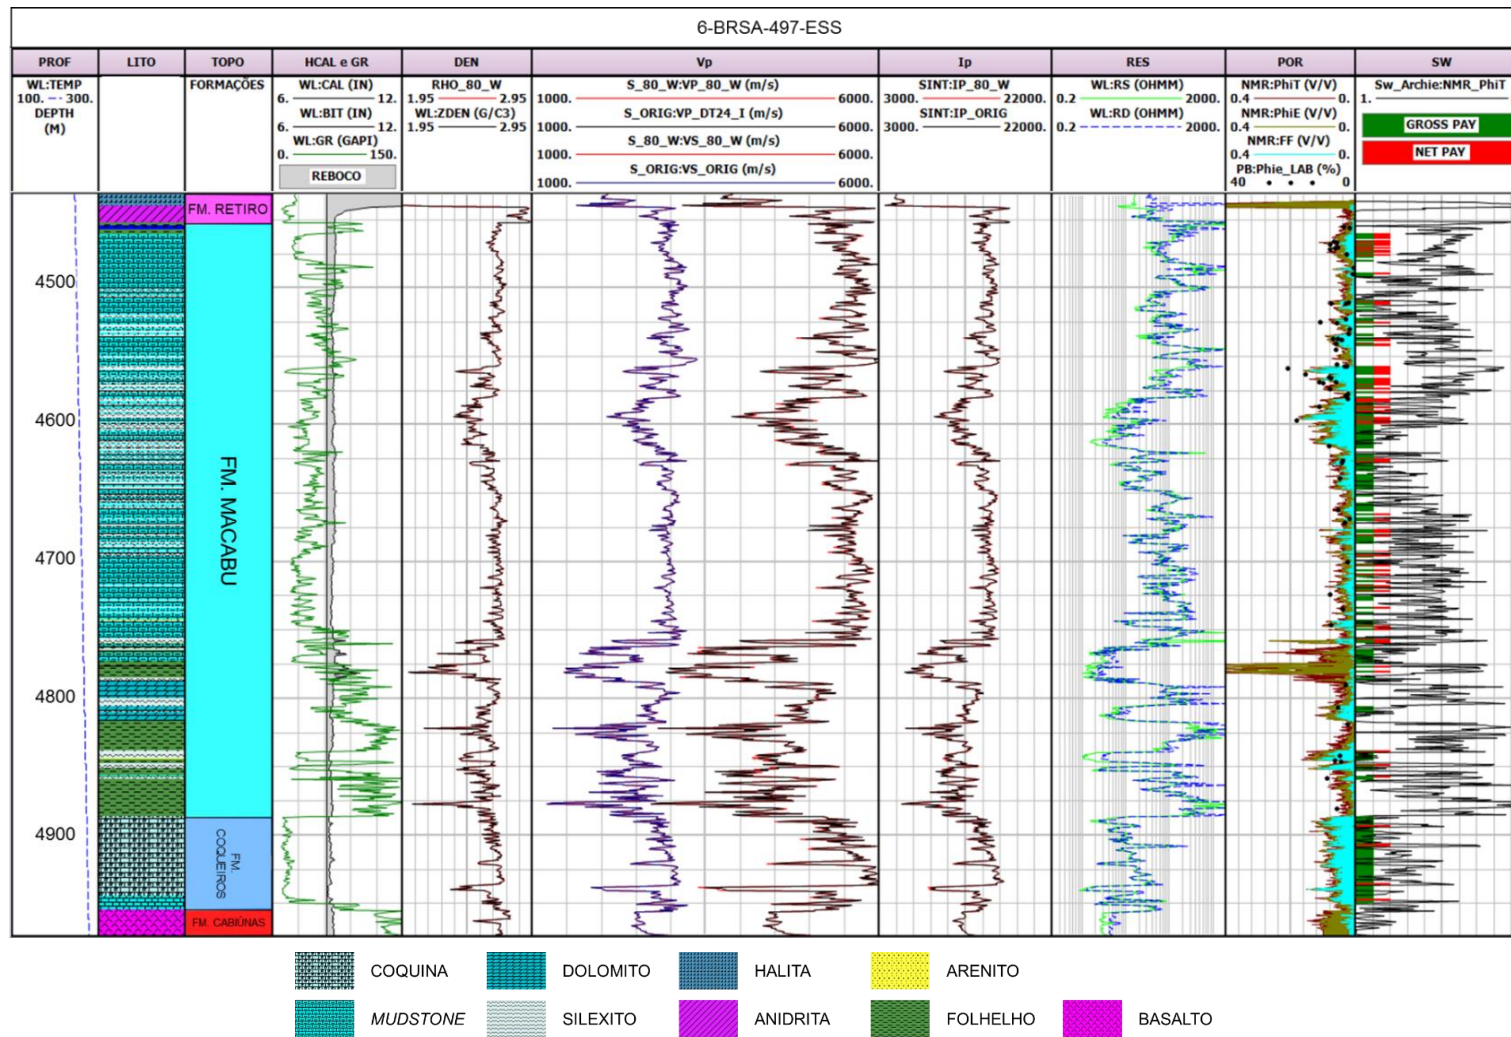 6-BRSA-497-ESS
PROF LITO TOPO HCAL e GR DEN Vp Ip RES POR SW
WL:TEMP
100. 300.
DEPTH
(M)
FORMAÇÕES
WL:CAL (IN)
6. 12.
WL:BIT (IN)
6. 12.
WL:GR (GAPI)
0. 150.
REBOCO
RHO_80_W
1.95 2.95
WL:ZDEN (G/C3)
1.95 2.95
S_80_W:VP_80_W (m/s)
1000. 6000.
S_ORIG:VP_DT24_I (m/s)
1000. 6000.
S_80_W:VS_80_W (m/s)
1000. 6000.
S_ORIG:VS_ORIG (m/s)
1000. 6000.
SINT:IP_80_W
3000. 22000.
SINT:IP_ORIG
3000. 22000.
WL:RS (OHMM)
0.2 2000.
WL:RD (OHMM)
0.2 2000.
NMR:PhiT (V/V)
0.4 0.
NMR:PhiE (V/V)
0.4 0.
NMR:FF (V/V)
0.4 0.
PB:Phie_LAB (%)
40 0
Sw_Archie:NMR_PhiT
1.
GROSS PAY
NET PAY
FM. RETIRO
4500
4600
FM. MACABU
4700
4800
4900
FM.
COQUEIROS
FM. CABIÚNAS
COQUINA DOLOMITO HALITA ARENITO
MUDSTONE SILEXITO ANIDRITA FOLHELHO BASALTO